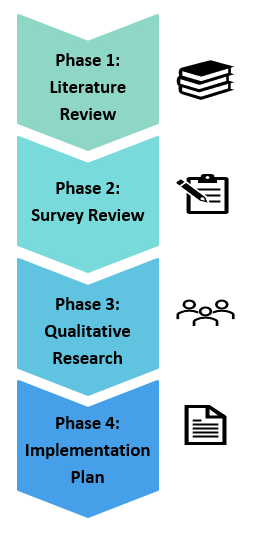 Phase 1:
Literature
Review
Phase 2:
Survey Review
Phase 3:
Qualitative
Research
Phase 4:
Implementation
Plan